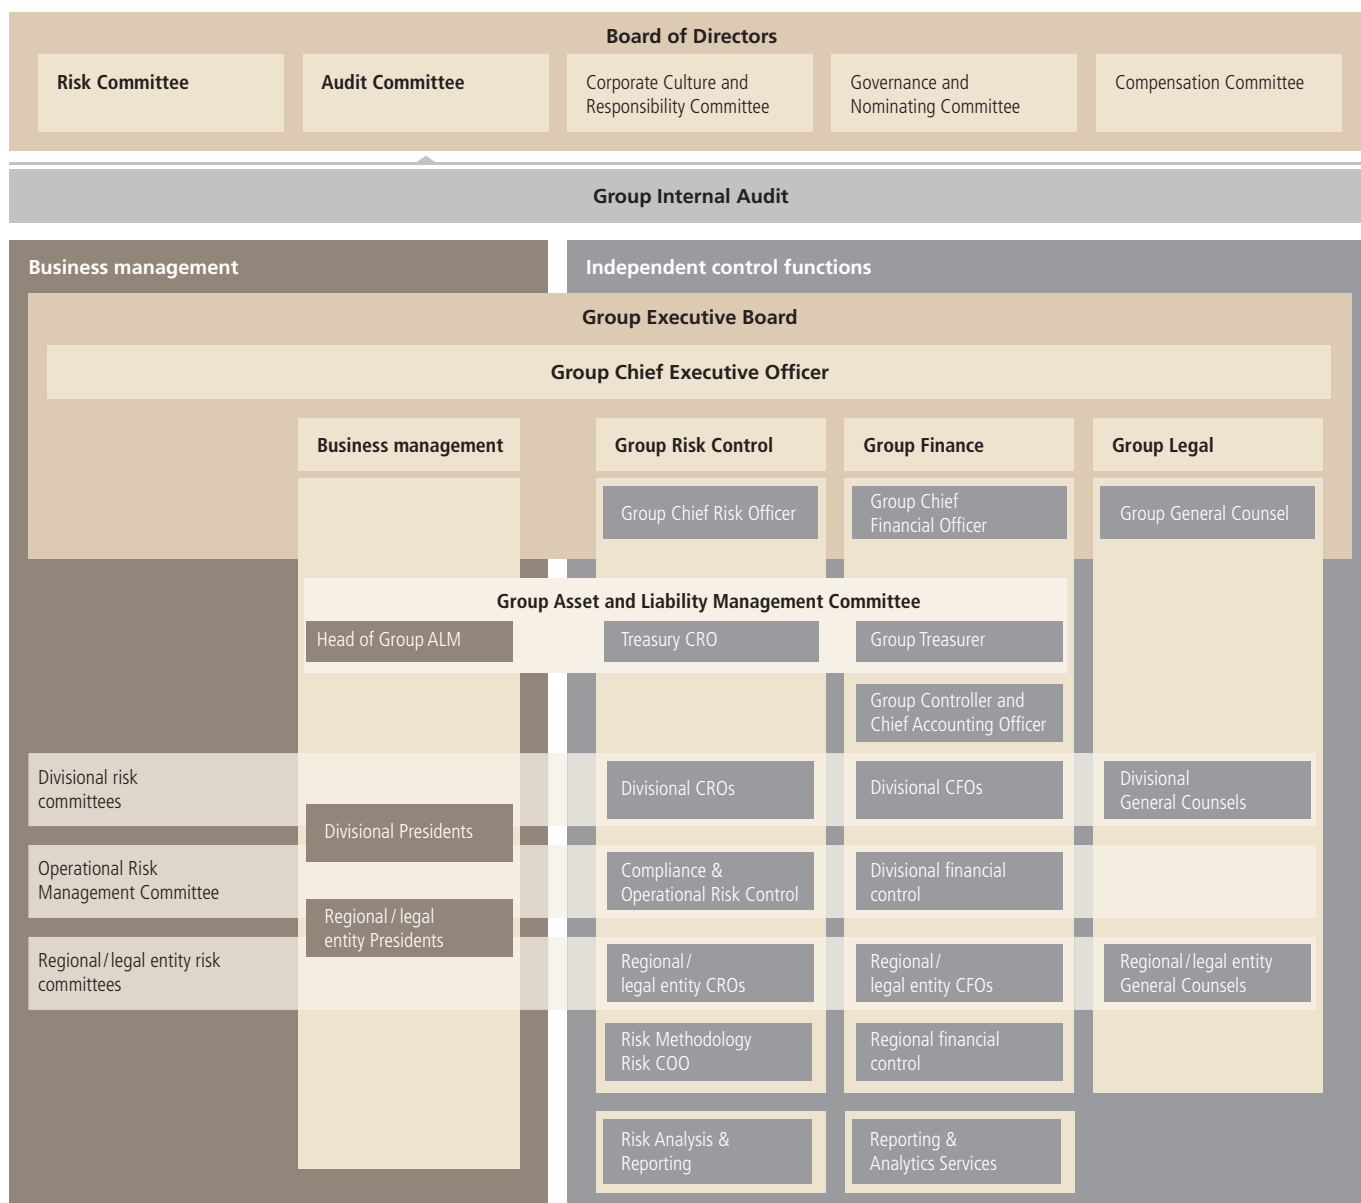 Board of Directors
Risk Committee
Audit Committee
Corporate Culture and
Responsibility Committee
Governance and
Nominating Committee
Compensation Committee
Group Internal Audit
Business management
Independent control functions
Group Executive Board
Group Chief Executive Officer
Business management
Group Risk Control
Group Finance
Group Legal
Group Chief Risk Officer
Group Chief
Financial Officer
Group General Counsel
Group Asset and Liability Management Committee
Head of Group ALM
Treasury CRO
Group Treasurer
Group Controller and
Chief Accounting Officer
Divisional risk
committees
Divisional CROs
Divisional CFOs
Divisional
General Counsels
Divisional Presidents
Operational Risk
Management Committee
Compliance &
Operational Risk Control
Divisional financial
control
Regional / legal
entity Presidents
Regional / legal entity risk
committees
Regional /
legal entity CROs
Regional /
legal entity CFOs
Regional / legal entity
General Counsels
Risk Methodology
Risk COO
Regional financial
control
Risk Analysis &
Reporting
Reporting &
Analytics Services